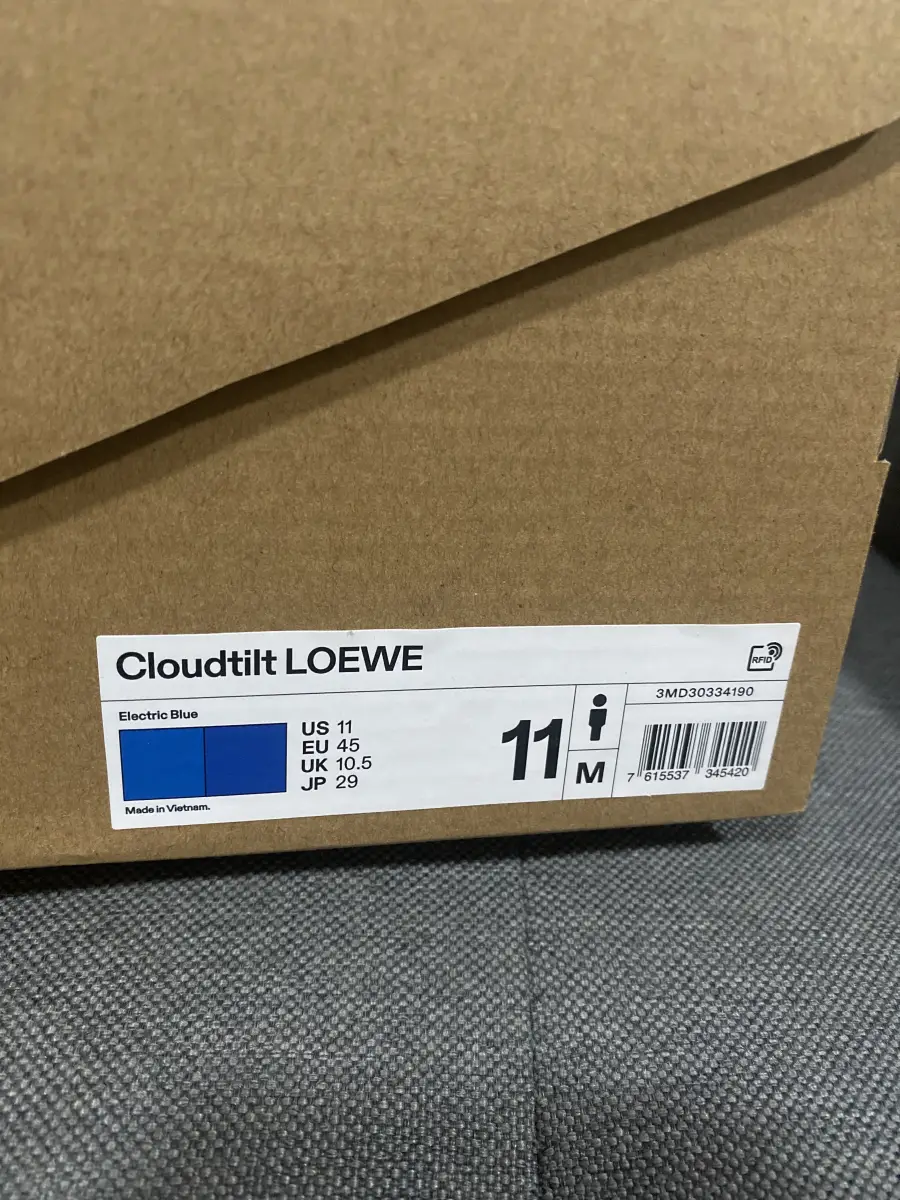 Cloudtilt LOEWE
RFID
Electric Blue
US 11
EU 45
UK 10.5
JP 29
Made in Vietnam.
11
M
3MD30334190
7 615537 345420